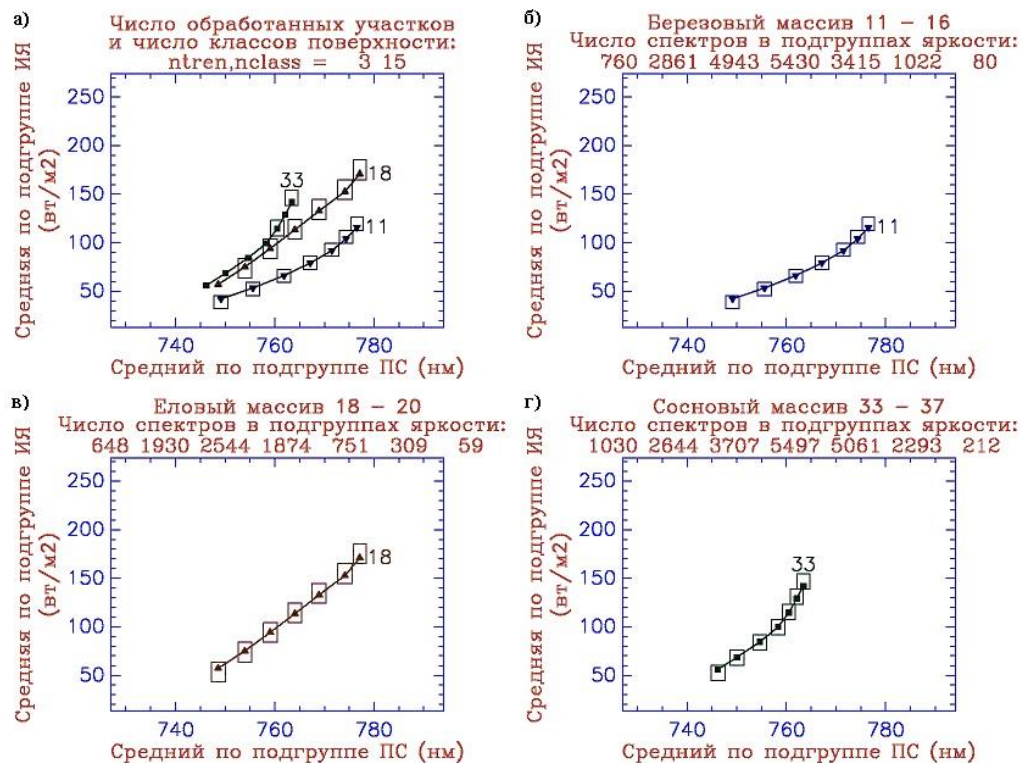 а)
Число обработанных участков
и число классов поверхности:
ntren,nclass = 3 15
Средняя по подгруппе ИЯ
(вт/м2)
250
200
150
100
50
33
18
11
740 760 780
Средний по подгруппе ПС (нм)
б)
Березовый массив 11 – 16
Число спектров в подгруппах яркости:
760 2861 4943 5430 3415 1022 80
Средняя по подгруппе ИЯ
(вт/м2)
250
200
150
100
50
11
740 760 780
Средний по подгруппе ПС (нм)
в)
Еловый массив 18 – 20
Число спектров в подгруппах яркости:
648 1930 2544 1874 751 309 59
Средняя по подгруппе ИЯ
(вт/м2)
250
200
150
100
50
18
740 760 780
Средний по подгруппе ПС (нм)
г)
Сосновый массив 33 – 37
Число спектров в подгруппах яркости:
1030 2644 3707 5497 5061 2293 212
Средняя по подгруппе ИЯ
(вт/м2)
250
200
150
100
50
33
740 760 780
Средний по подгруппе ПС (нм)